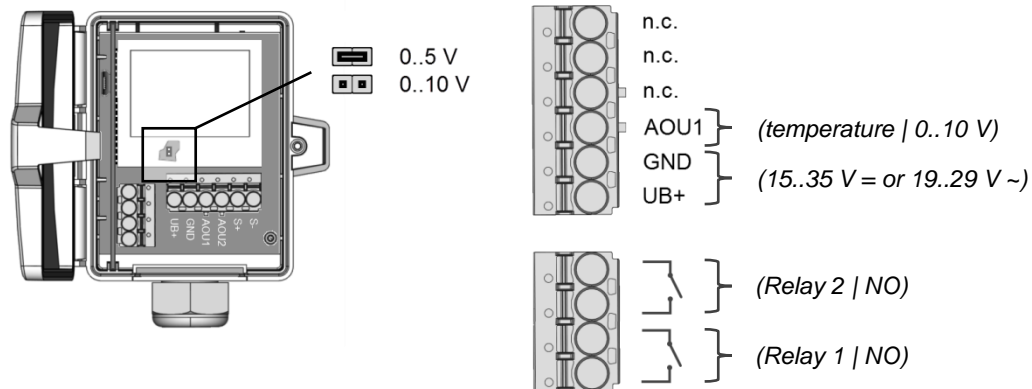 0..5 V
0..10 V
UB+
GND
AOU1
AOU2
S+
S-
n.c.
n.c.
n.c.
AOU1 (temperature | 0..10 V)
GND
UB+
(15..35 V = or 19..29 V ~)
(Relay 2 | NO)
(Relay 1 | NO)